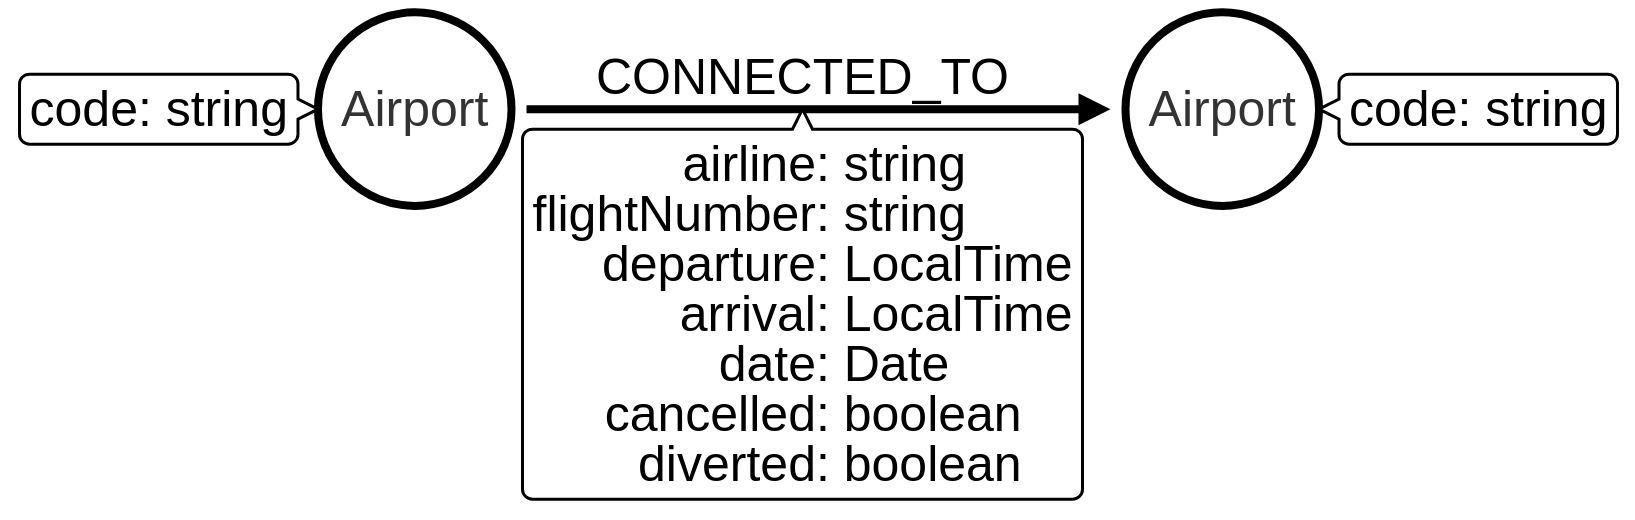 code: string
Airport
CONNECTED_TO
airline: string
flightNumber: string
departure: LocalTime
arrival: LocalTime
date: Date
cancelled: boolean
diverted: boolean
Airport
code: string